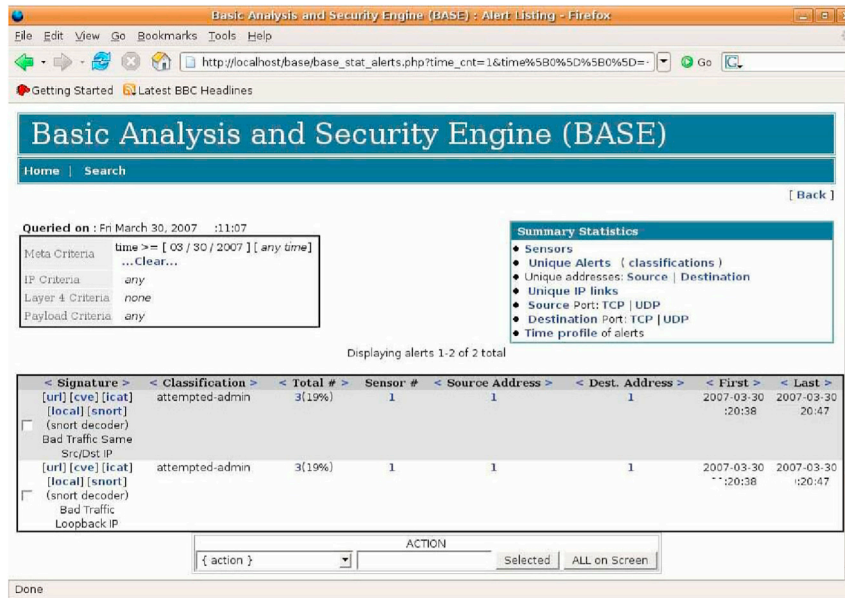 Basic Analysis and Security Engine (BASE) : Alert Listing - Firefox
File Edit View Go Bookmarks Tools Help
http://localhost/base/base_stat_alerts.php?time_cnt=1&time%5B0%5D%5B0%5D=- Go
Getting Started Latest BBC Headlines
Basic Analysis and Security Engine (BASE)
Home | Search
[ Back ]
Queried on : Fri March 30, 2007 :11:07
Meta Criteria time >= [ 03 / 30 / 2007 ] [ any time]
...Clear...
IP Criteria any
Layer 4 Criteria none
Payload Criteria any
Summary Statistics
Sensors
Unique Alerts ( classifications )
Unique addresses: Source | Destination
Unique IP links
Source Port: TCP | UDP
Destination Port: TCP | UDP
Time profile of alerts
Displaying alerts 1-2 of 2 total
< Signature > < Classification > < Total # > Sensor # < Source Address > < Dest. Address > < First > < Last >
[url] [cve] [icat] attempted-admin 3(19%) 1 1 1 2007-03-30 2007-03-30
[local] [snort] :20:38 20:47
(snort decoder)
Bad Traffic Same
Src/Dst IP
[url] [cve] [icat] attempted-admin 3(19%) 1 1 1 2007-03-30 2007-03-30
[local] [snort] :20:38 :20:47
(snort decoder)
Bad Traffic
Loopback IP
ACTION
{ action } Selected ALL on Screen
Done